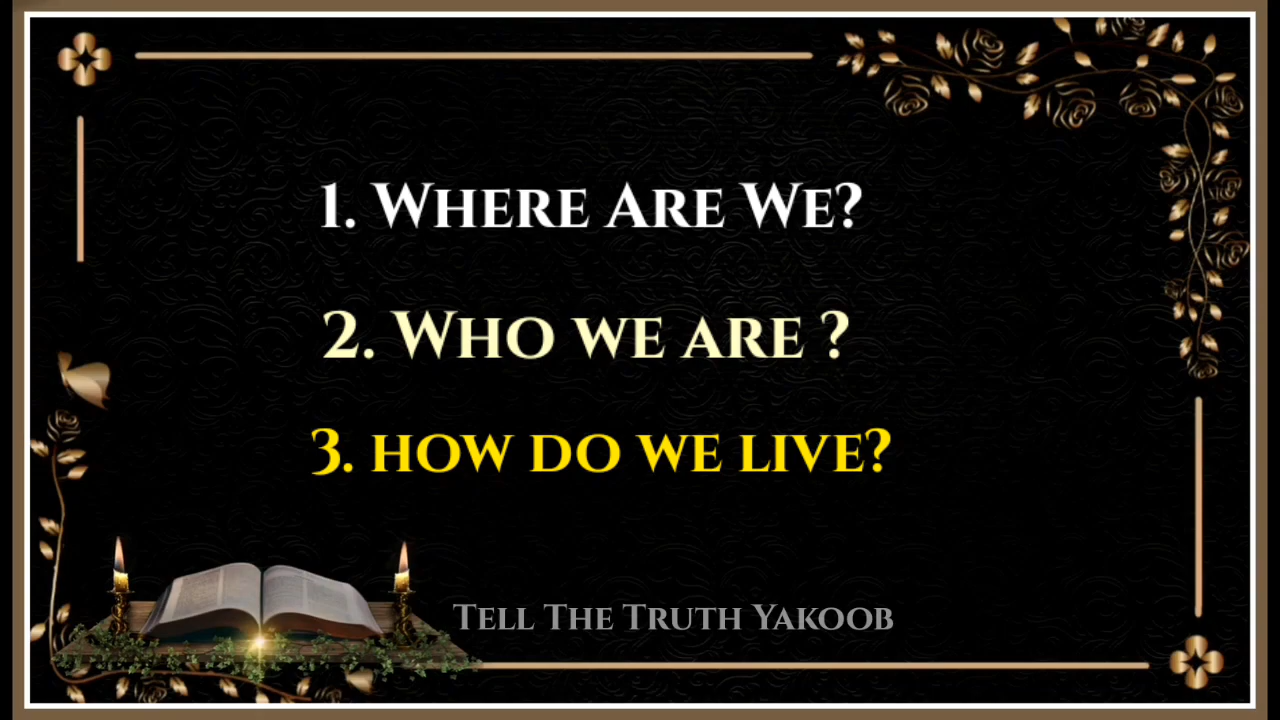 1. Where Are We?
2. Who we are ?
3. how do we live?
Tell The Truth Yakoob